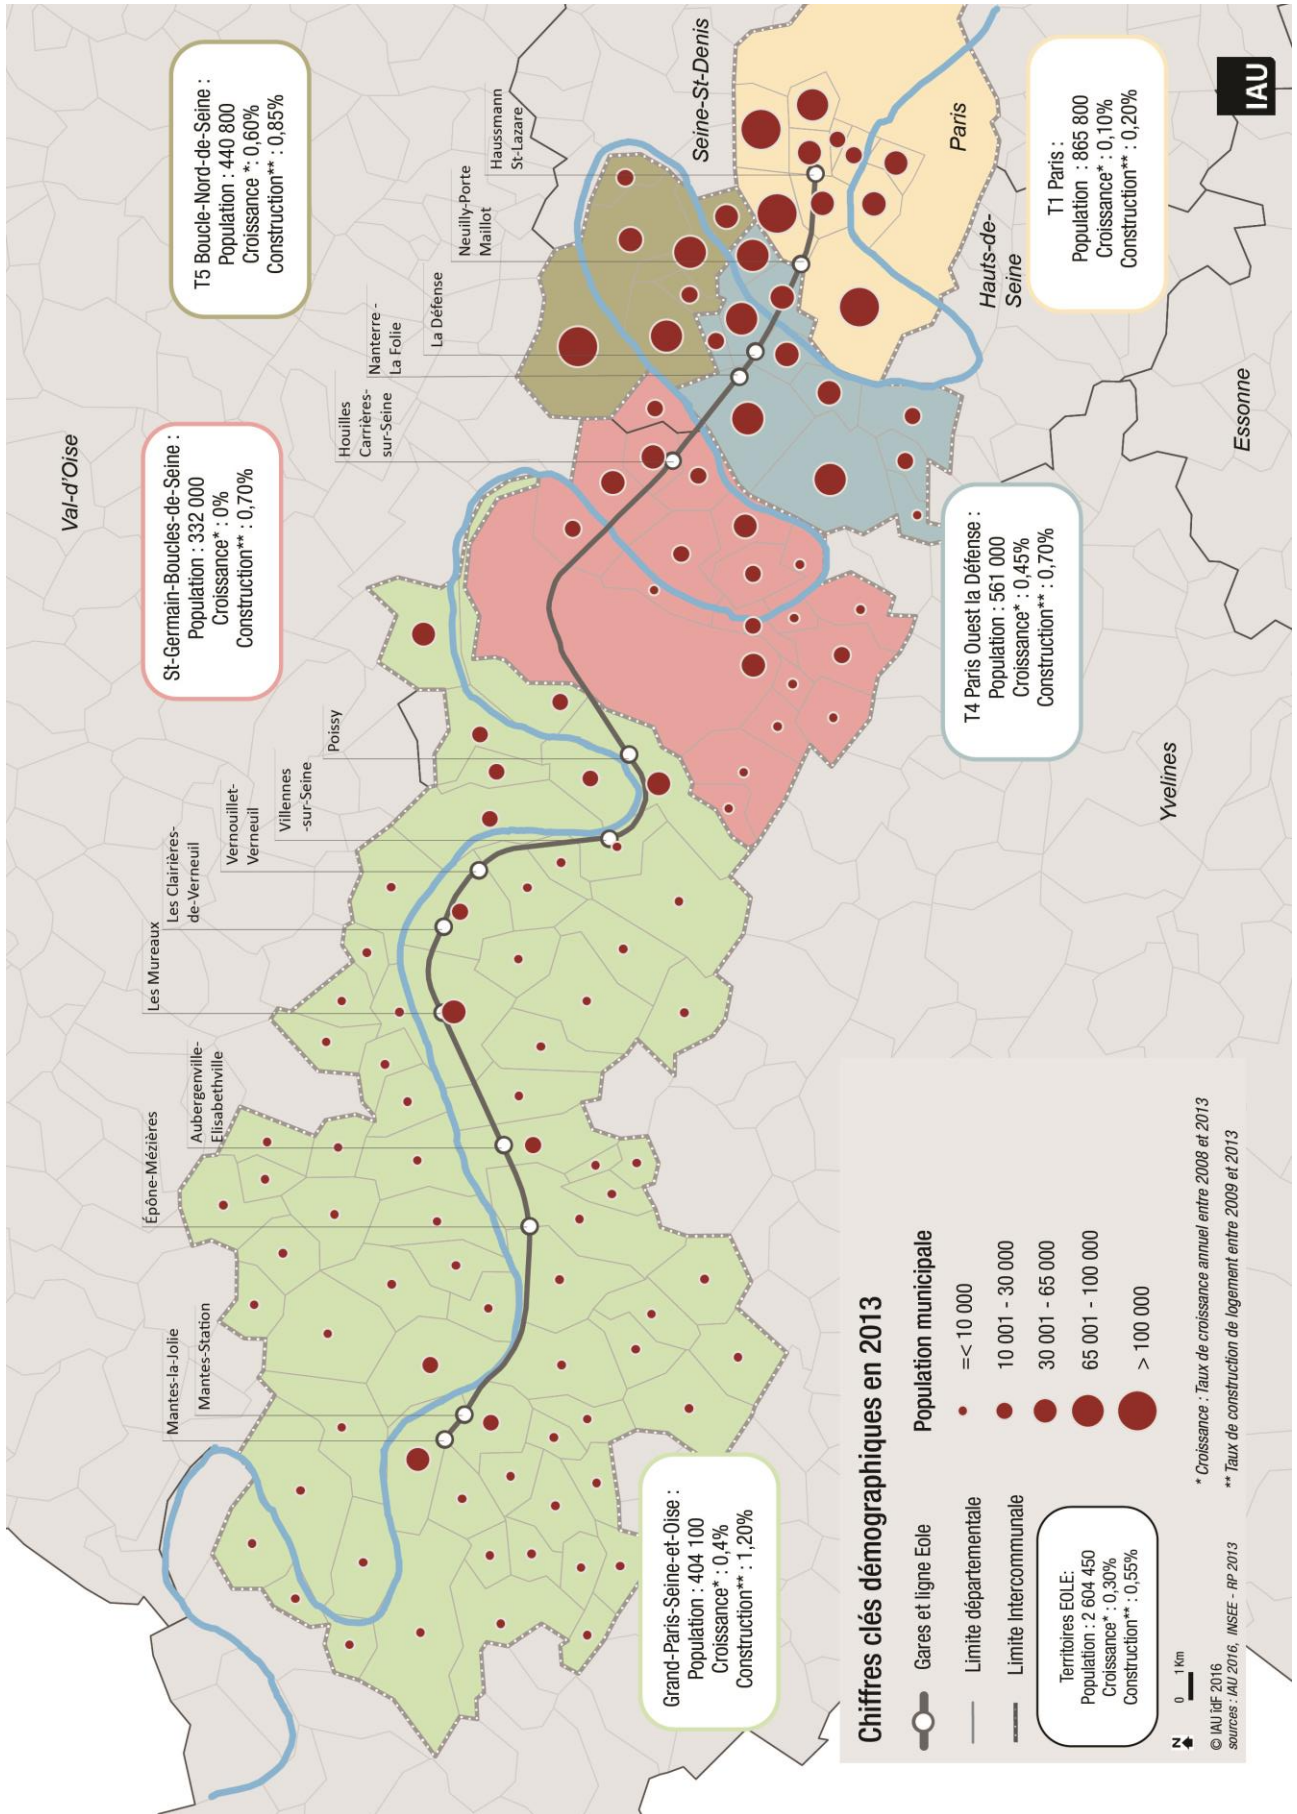 Val-d'Oise
Seine-St-Denis
Paris
Hauts-de-
Seine
Essonne
Yvelines
T5 Boucle-Nord-de-Seine :
Population : 440 800
Croissance * : 0,60%
Construction** : 0,85%
St-Germain-Boucles-de-Seine :
Population : 332 000
Croissance* : 0%
Construction** : 0,70%
T1 Paris :
Population : 865 800
Croissance* : 0,10%
Construction** : 0,20%
T4 Paris Ouest la Défense :
Population : 561 000
Croissance* : 0,45%
Construction** : 0,70%
Grand-Paris-Seine-et-Oise :
Population : 404 100
Croissance* : 0,4%
Construction** : 1,20%
Mantes-la-Jolie
Mantes-Station
Épône-Mézières
Aubergenville-
Elisabethville
Les Mureaux
Les Clairières-
de-Verneuil
Vernouillet-
Verneuil
Villennes
-sur-Seine
Poissy
Houilles
Carrières-
sur-Seine
Nanterre -
La Folie
La Défense
Neuilly-Porte
Maillot
Haussmann
St-Lazare
Chiffres clés démographiques en 2013
Gares et ligne Eole
Limite départementale
Limite Intercommunale
Population municipale
=< 10 000
10 001 - 30 000
30 001 - 65 000
65 001 - 100 000
> 100 000
Territoires EOLE:
Population : 2 604 450
Croissance* : 0,30%
Construction** : 0,55%
* Croissance : Taux de croissance annuel entre 2008 et 2013
** Taux de construction de logement entre 2009 et 2013
N
0 1 Km
© IAU îdF 2016
sources : IAU 2016, INSEE - RP 2013
IAU